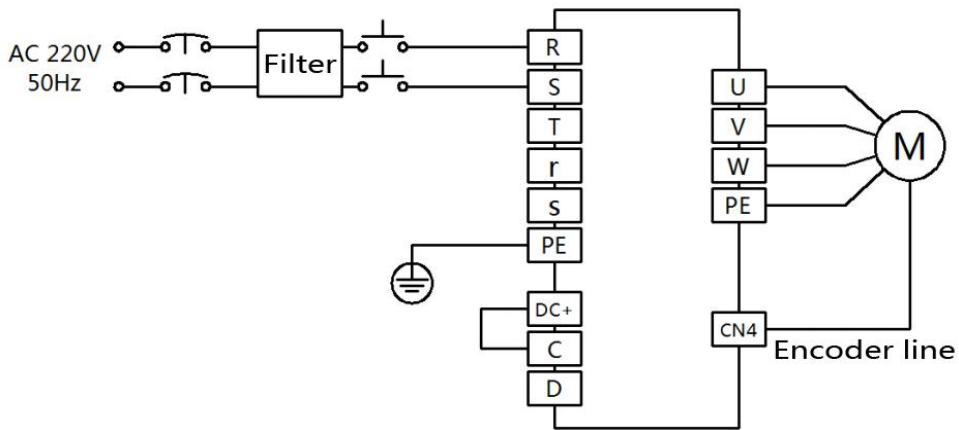 AC 220V
50Hz
Filter
R
S
T
r
s
PE
DC+
C
D
U
V
W
PE
CN4
M
Encoder line